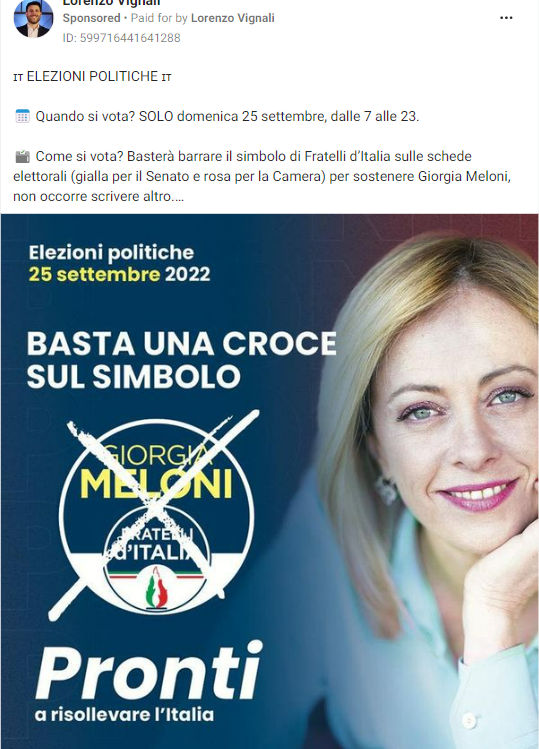 Lorenzo Vignali
Sponsored • Paid for by Lorenzo Vignali
ID: 599716441641288
IT ELEZIONI POLITICHE IT
🗓️ Quando si vota? SOLO domenica 25 settembre, dalle 7 alle 23.
🗳️ Come si vota? Basterà barrare il simbolo di Fratelli d’Italia sulle schede
elettorali (gialla per il Senato e rosa per la Camera) per sostenere Giorgia Meloni,
non occorre scrivere altro....
Elezioni politiche
25 settembre 2022
BASTA UNA CROCE
SUL SIMBOLO
GIORGIA
MELONI
FRATELLI
d'ITALIA
Pronti
a risollevare l’Italia